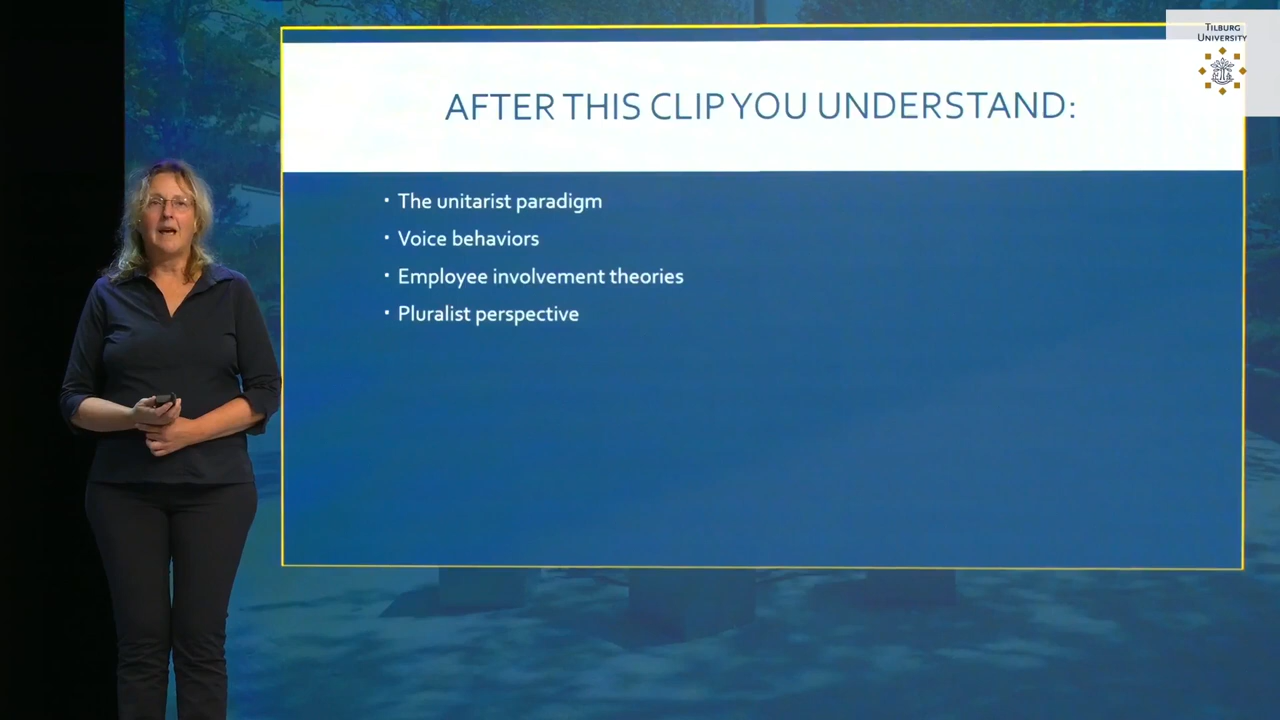 TILBURG
UNIVERSITY
AFTER THIS CLIP YOU UNDERSTAND:
• The unitarist paradigm
• Voice behaviors
• Employee involvement theories
• Pluralist perspective